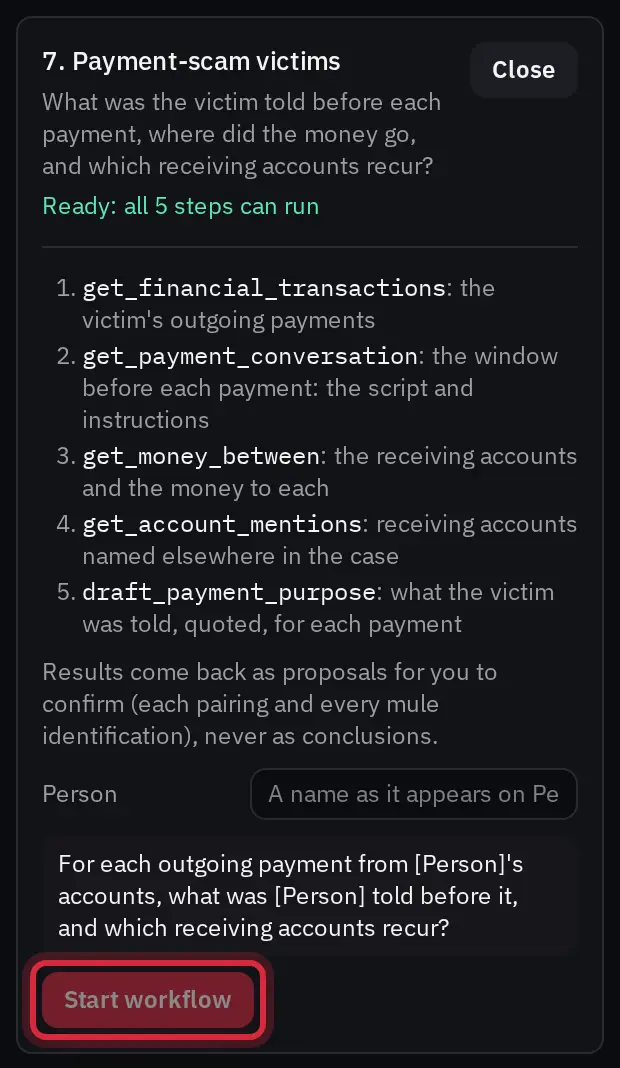 7. Payment-scam victims
Close
What was the victim told before each
payment, where did the money go,
and which receiving accounts recur?
Ready: all 5 steps can run
1. get_financial_transactions: the
victim's outgoing payments
2. get_payment_conversation: the window
before each payment: the script and
instructions
3. get_money_between: the receiving accounts
and the money to each
4. get_account_mentions: receiving accounts
named elsewhere in the case
5. draft_payment_purpose: what the victim
was told, quoted, for each payment
Results come back as proposals for you to
confirm (each pairing and every mule
identification), never as conclusions.
Person
A name as it appears on Pe
For each outgoing payment from [Person]'s
accounts, what was [Person] told before it,
and which receiving accounts recur?
Start workflow